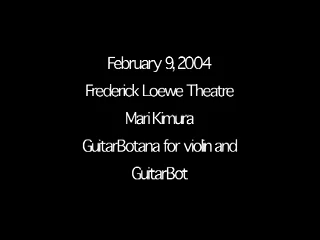 February 9, 2004
Frederick Loewe Theatre
Mari Kimura
GuitarBotana for violin and
GuitarBot